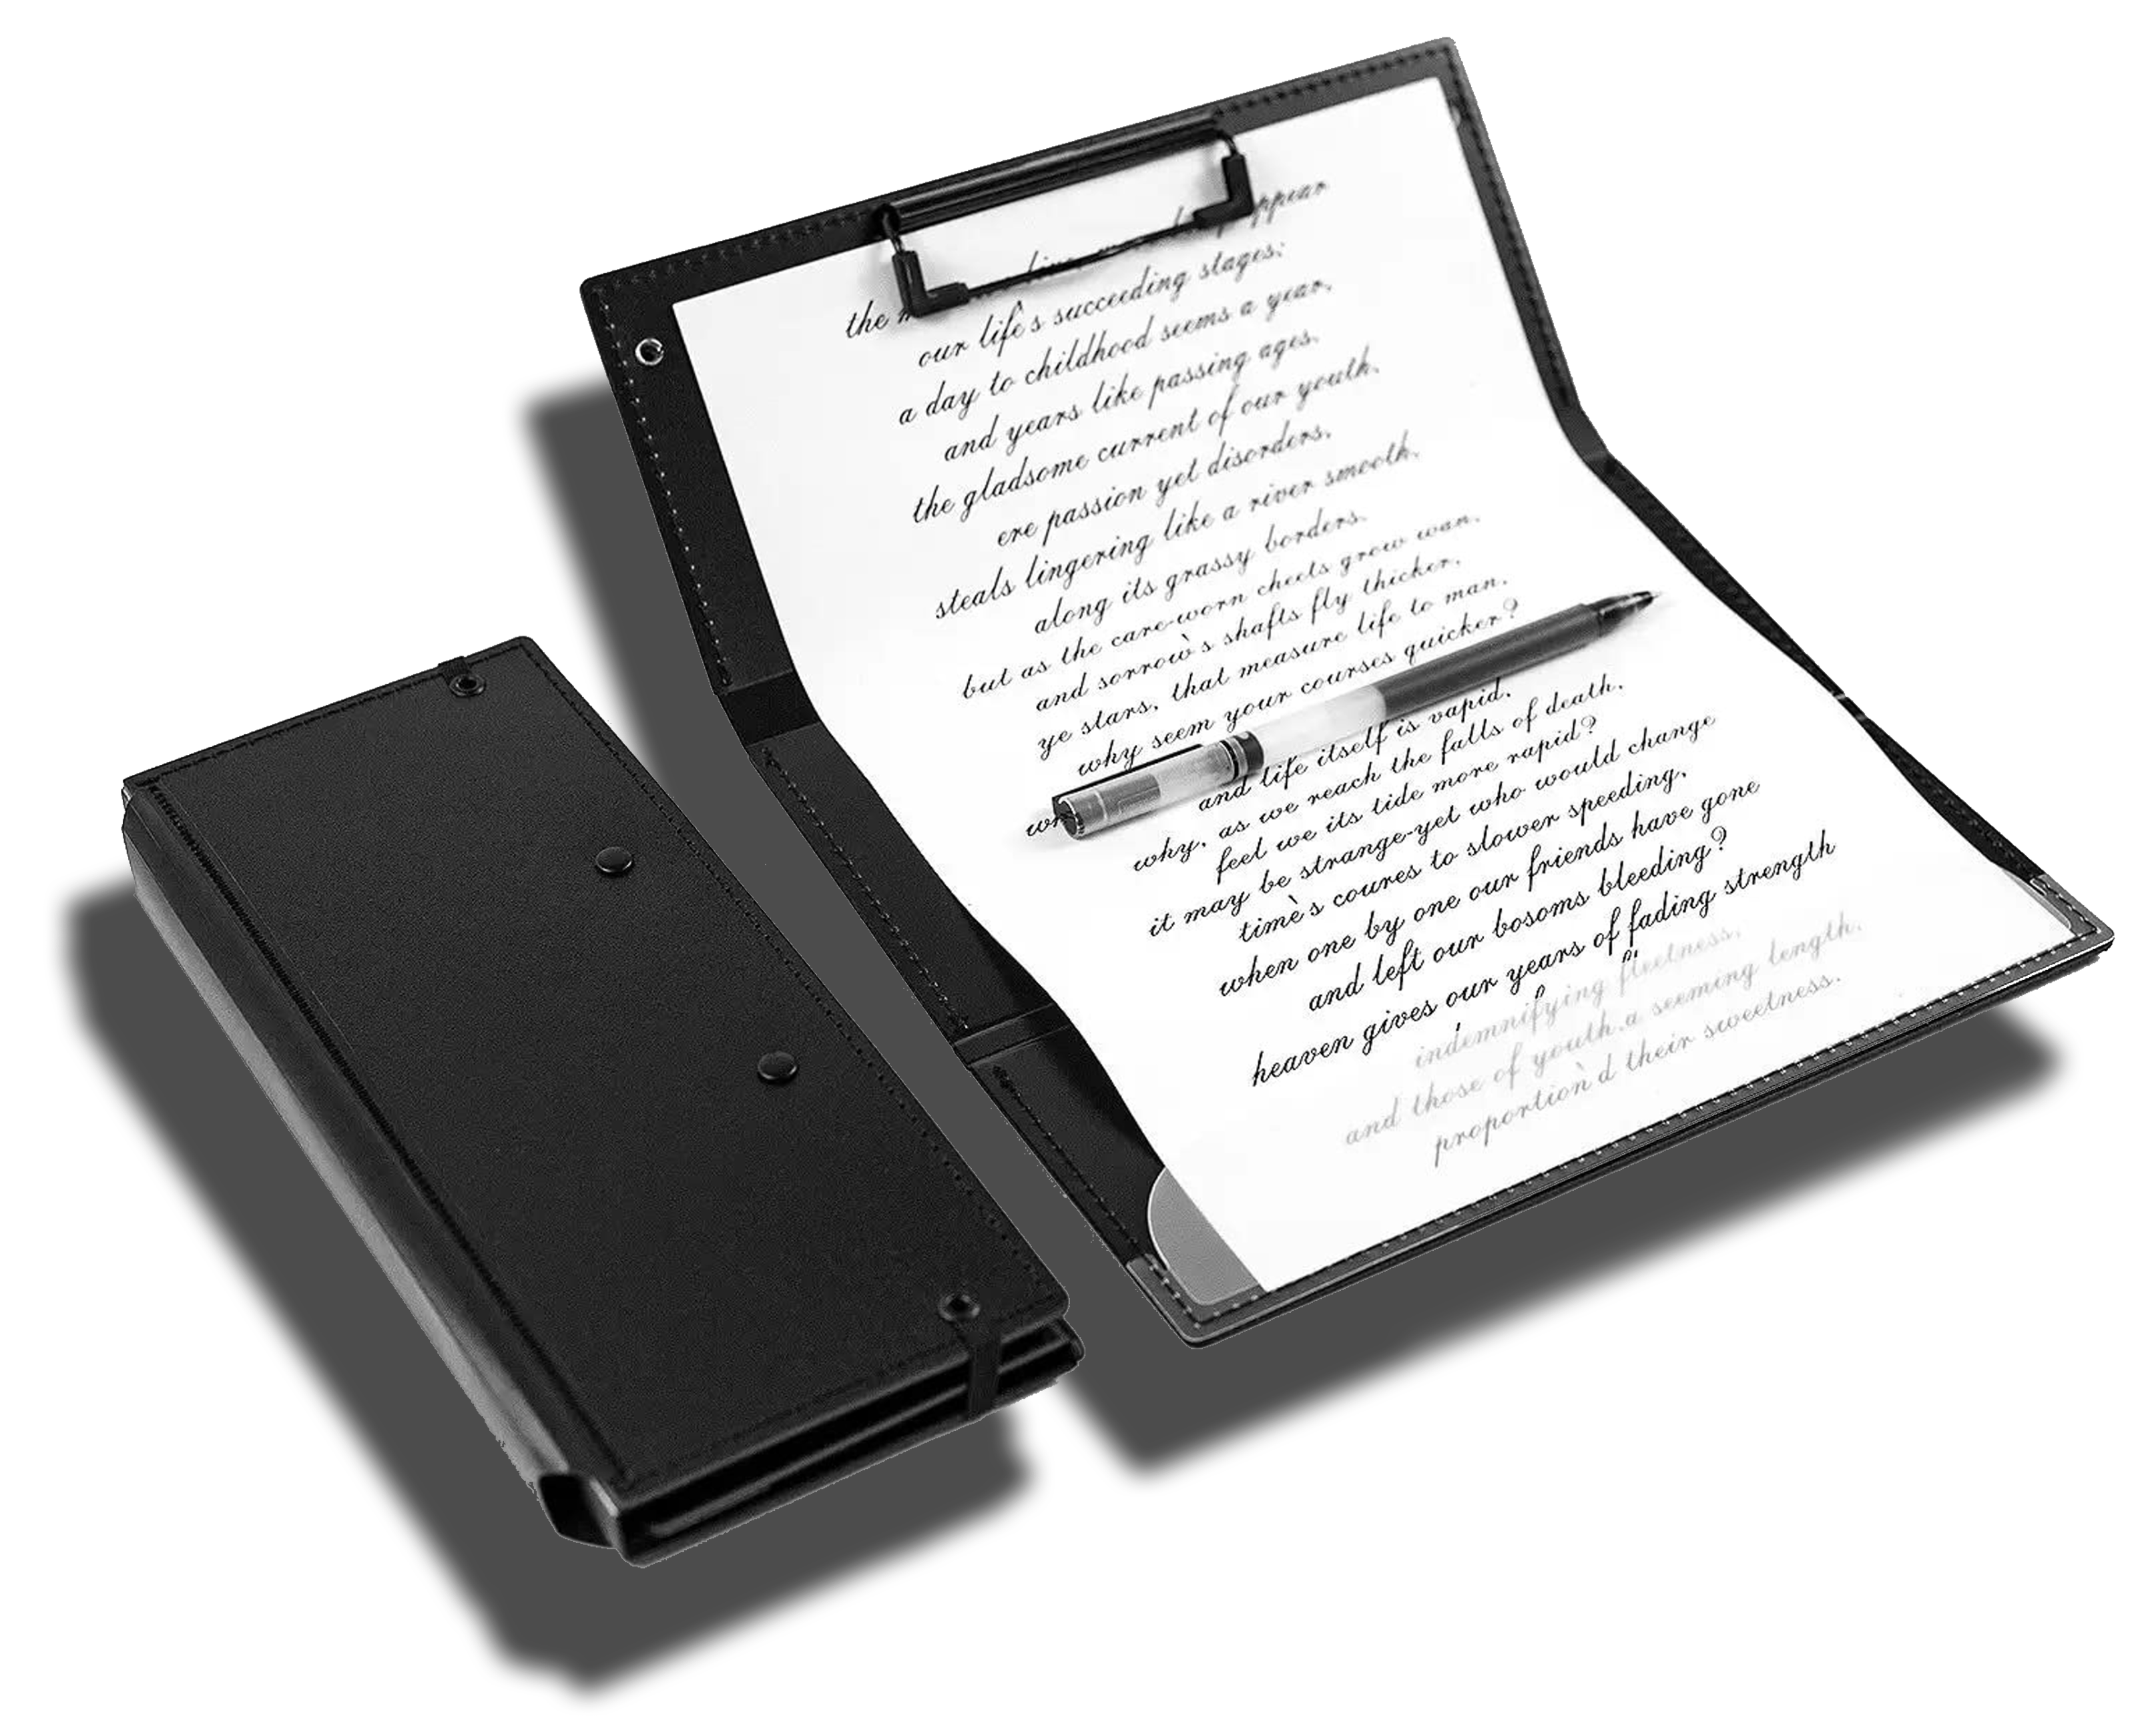 the
our life's succeeding stages:
a day to childhood seems a year,
and years like passing ages.
the gladsome current of our youth,
ere passion yet disorders,
steals lingering like a river smooth,
along its grassy borders.
but as the care-worn cheeks grow wan,
and sorrow's shafts fly thicker,
ye stars, that measure life to man,
why seem your courses quicker?
and life itself is vapid,
why, as we reach the falls of death,
feel we its tide more rapid?
it may be strange-yet who would change
time's coures to slower speeding,
when one by one our friends have gone
and left our bosoms bleeding?
heaven gives our years of fading strength
indemnifying fleetness,
and those of youth, a seeming length,
proportion'd their sweetness.